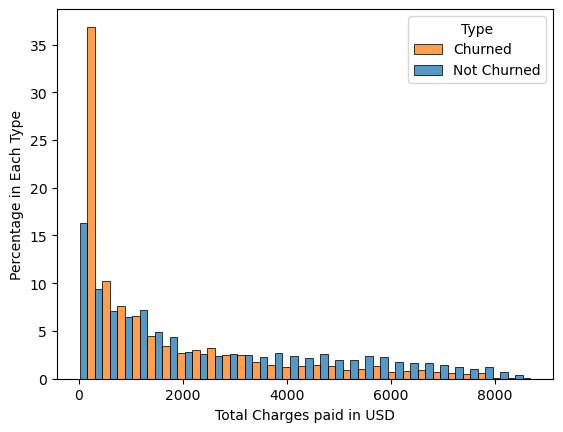 Type
Churned
Not Churned
35
30
25
20
15
10
5
0
Percentage in Each Type
0 2000 4000 6000 8000
Total Charges paid in USD